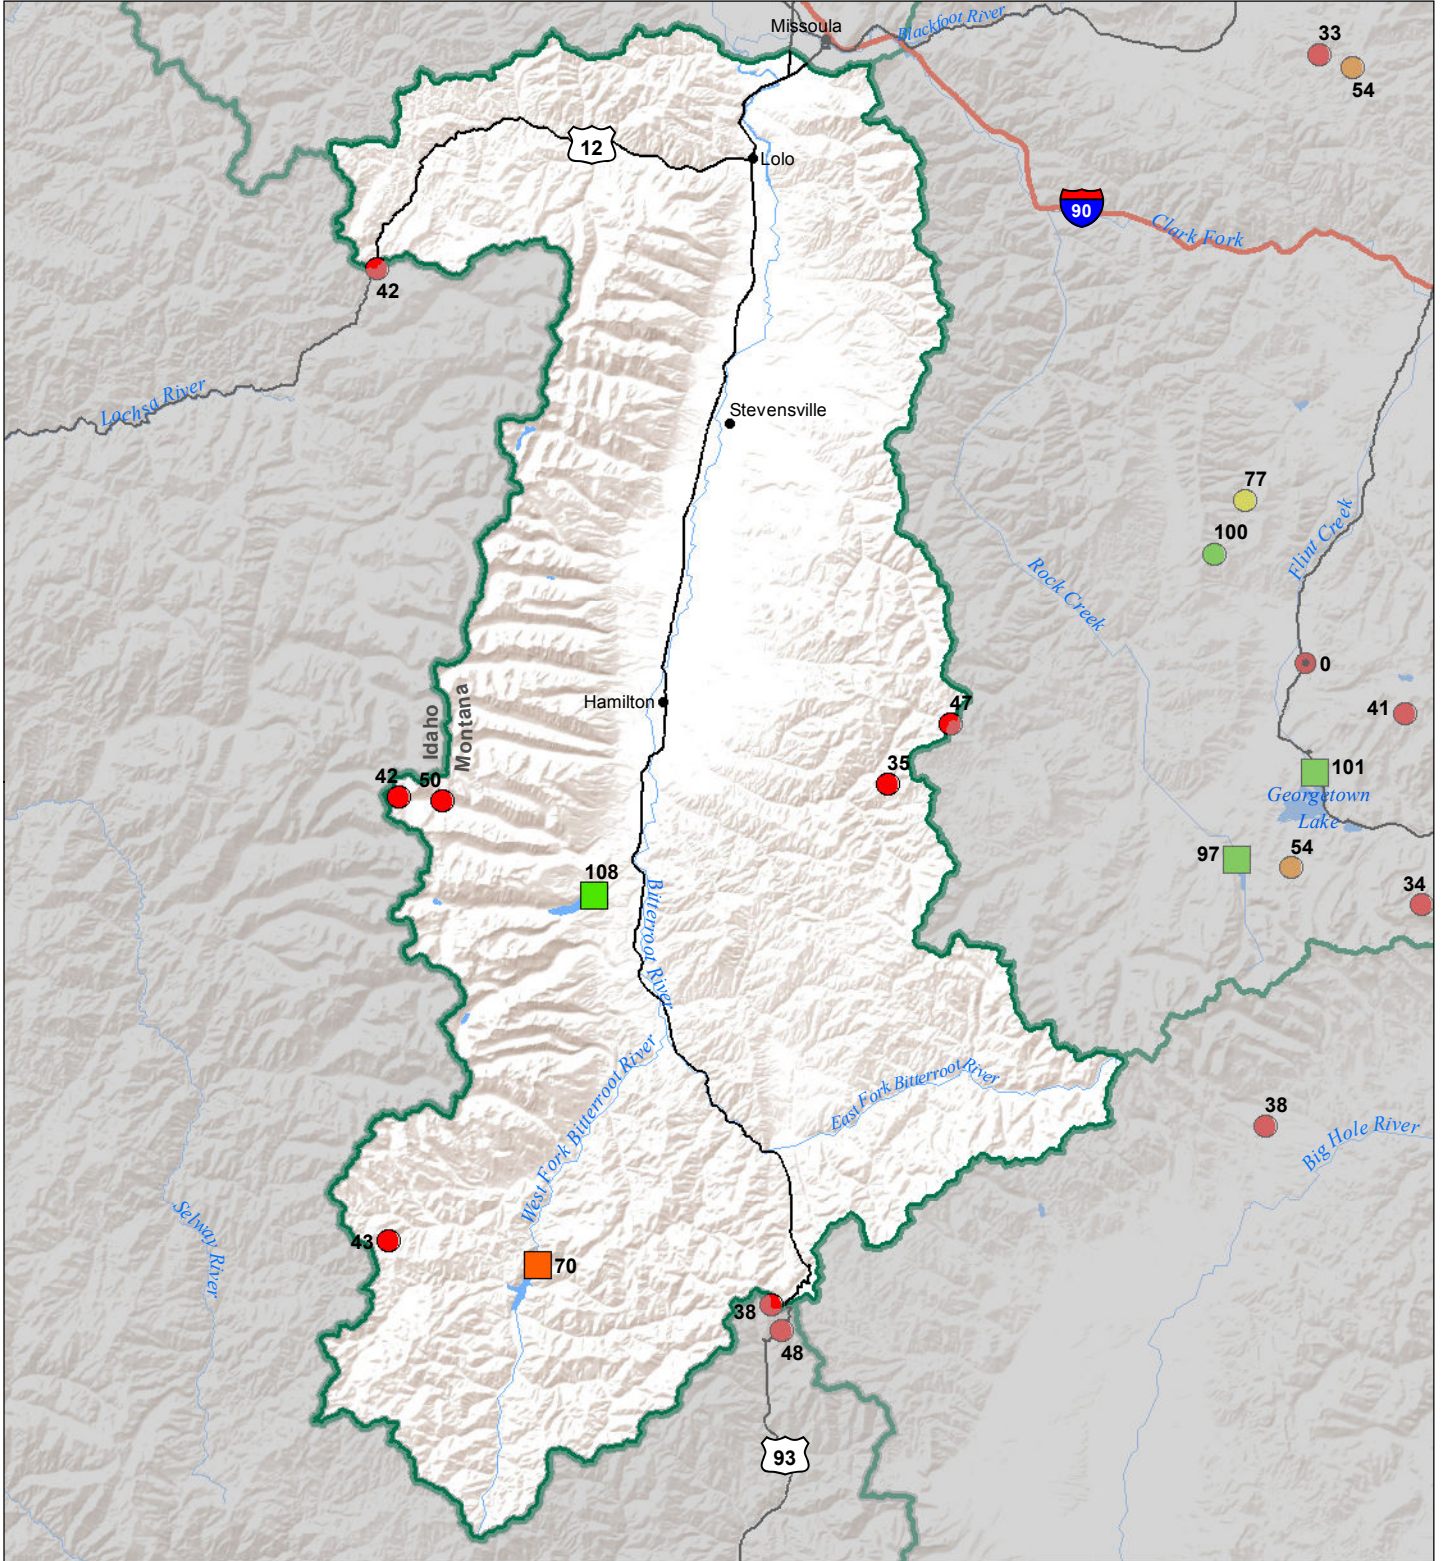 Missoula
Blackfoot River
33
54
12
Lolo
90
Clark Fork
42
Lochsa River
Stevensville
77
100
Flint Creek
Rock Creek
0
Idaho
Montana
Hamilton
47
41
42
50
35
101
Georgetown
Lake
97
54
108
34
Bitterroot River
West Fork Bitterroot River
East Fork Bitterroot River
38
Big Hole River
Selway River
43
70
38
48
93